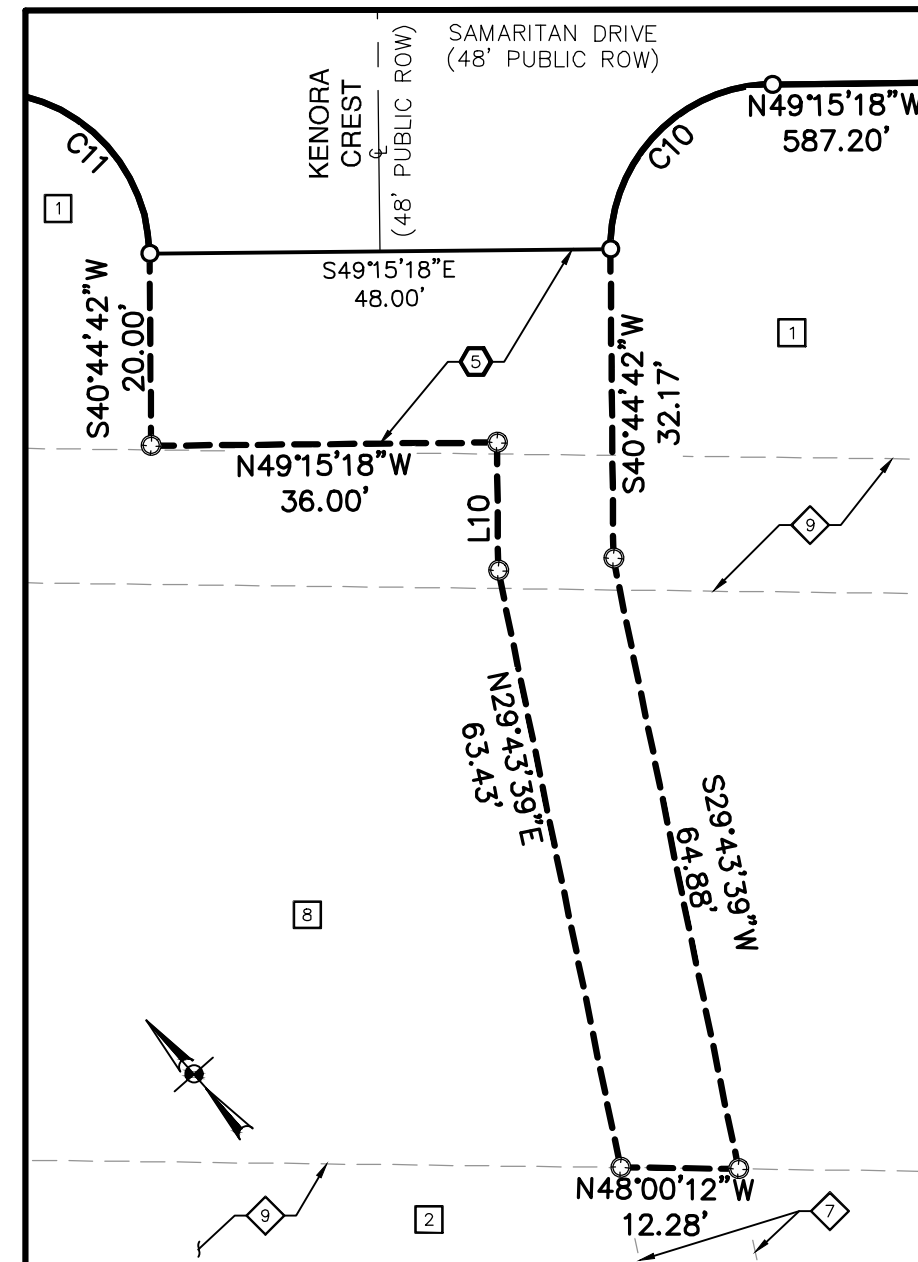 SAMARITAN DRIVE
(48' PUBLIC ROW)
KENORA
CREST
(48' PUBLIC ROW)
℄
N49°15'18"W
587.20'
C11
C10
1
S49°15'18"E
48.00'
S40°44'42"W
20.00'
5
S40°44'42"W
32.17'
1
N49°15'18"W
36.00'
L10
9
N29°43'39"E
63.43'
S29°43'39"W
64.88'
8
N48°00'12"W
12.28'
9
2
7